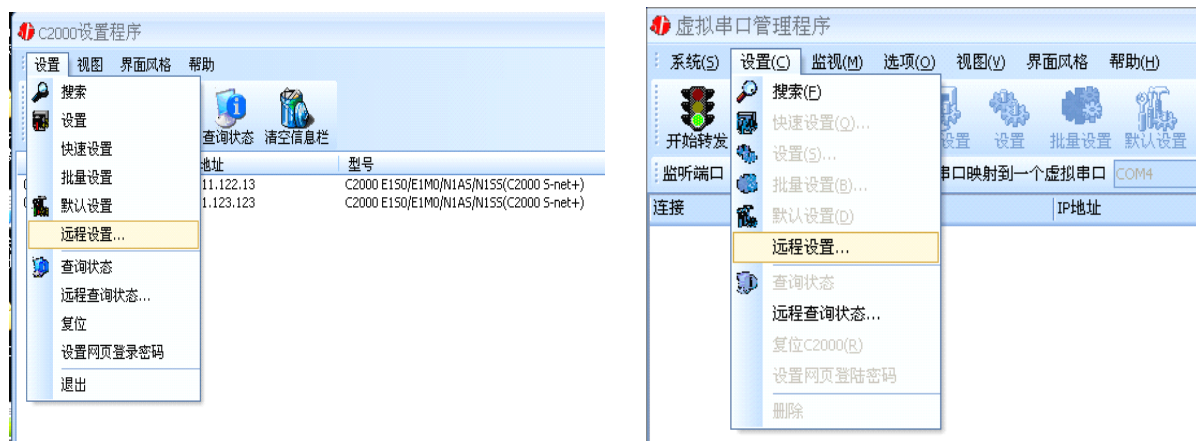 C2000设置程序
设置 视图 界面风格 帮助
搜索
设置
快速设置
批量设置
默认设置
远程设置...
查询状态
远程查询状态...
复位
设置网页登录密码
退出
查询状态 清空信息栏
地址 型号
11.122.13 C2000 E1S0/E1M0/N1A5/N1S5(C2000 S-net+)
1.123.123 C2000 E1S0/E1M0/N1A5/N1S5(C2000 S-net+)
虚拟串口管理程序
系统(S) 设置(C) 监视(M) 选项(O) 视图(V) 界面风格 帮助(H)
开始转发
搜索(F)
快速设置(Q)...
设置(S)...
批量设置(B)...
默认设置(D)
远程设置...
查询状态
远程查询状态...
复位C2000(R)
设置网页登陆密码
删除
设置 设置 批量设置 默认设置
监听端口 串口映射到一个虚拟串口 COM4
连接 IP地址